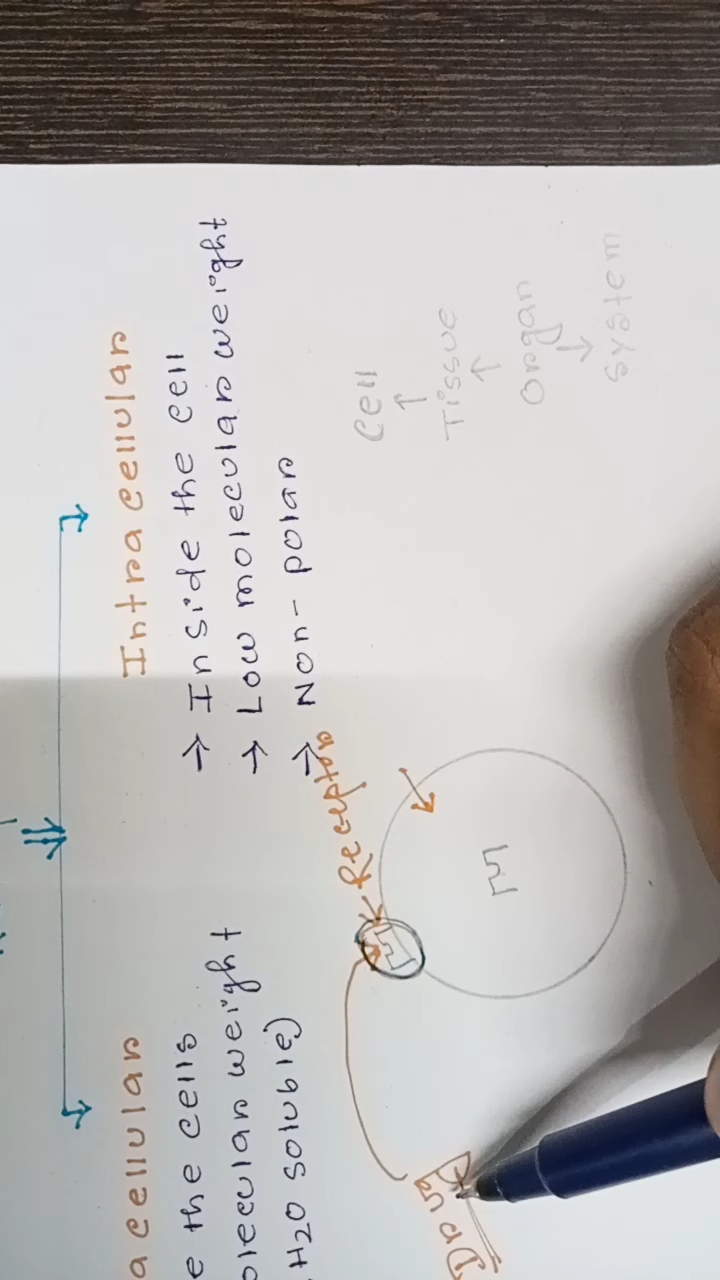 Intracellular
→ Inside the cell
→ Low molecular weight
→ Non-polar
acellular
e the cells
olecular weight
H2O soluble)
Receptor
Drug
Cell
↑
Tissue
↑
Organ
↓
System